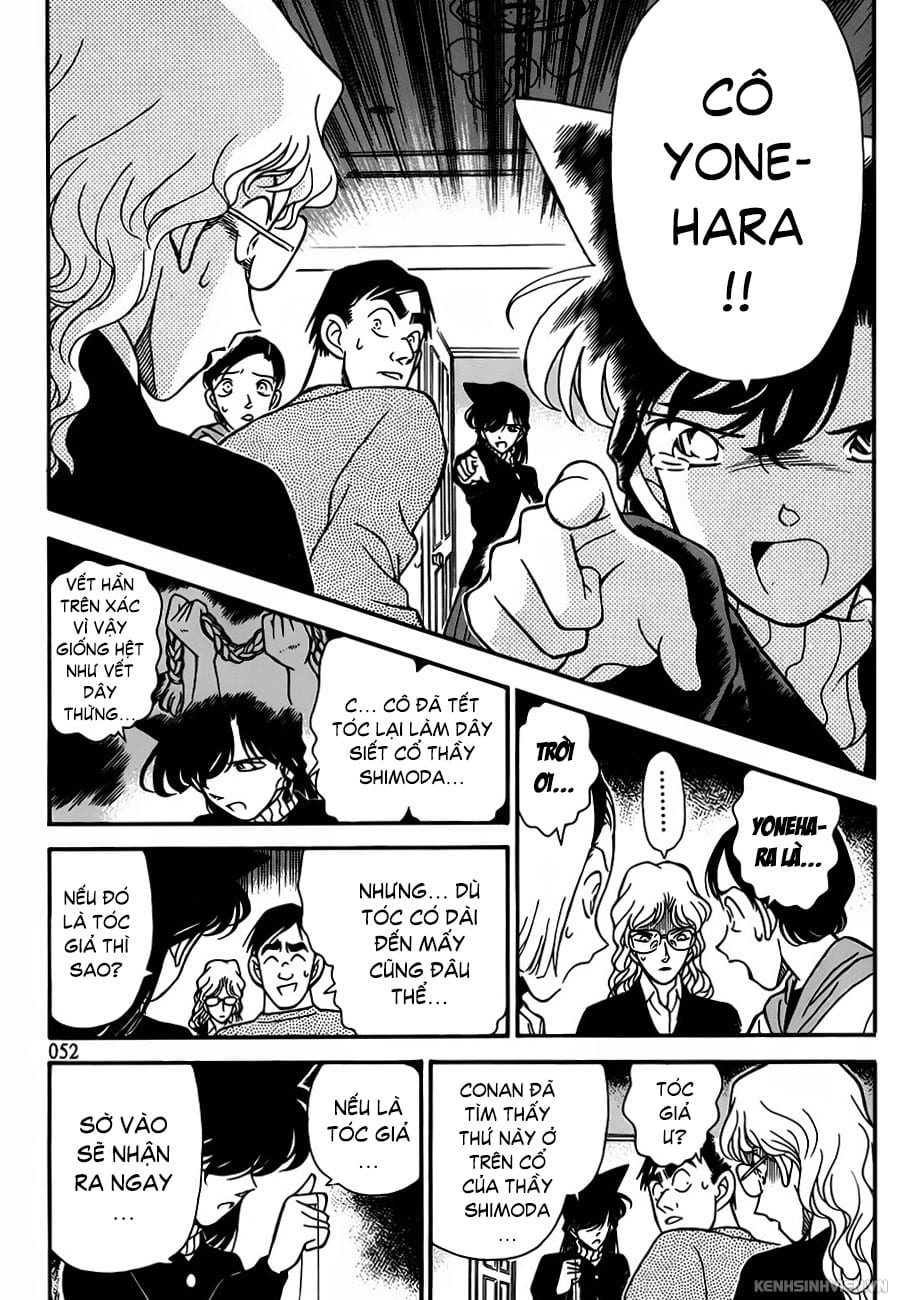 CÔ
YONE-
HARA
!!
C... CÔ ĐÃ TẾT
TÓC LẠI LÀM DÂY
SIẾT CỔ THẦY
SHIMODA...
VẾT HẰN
TRÊN XÁC
VÌ VẬY
GIỐNG HỆT
NHƯ VẾT
DÂY
THỪNG...
TRỜI
ƠI...
........
YONEHA-
RA LÀ...
NHƯNG... DÙ
TÓC CÓ DÀI
ĐẾN MẤY
CŨNG ĐÂU
THỂ...
NẾU ĐÓ
LÀ TÓC
GIẢ THÌ
SAO?
052
TÓC
GIẢ
Ư?
CONAN ĐÃ
TÌM THẤY
THỨ NÀY Ở
TRÊN CỔ
CỦA THẦY
SHIMODA
...
NẾU LÀ
TÓC GIẢ
...
SỜ VÀO
SẼ NHẬN
RA NGAY
...
KENHSINHVIEN.VN